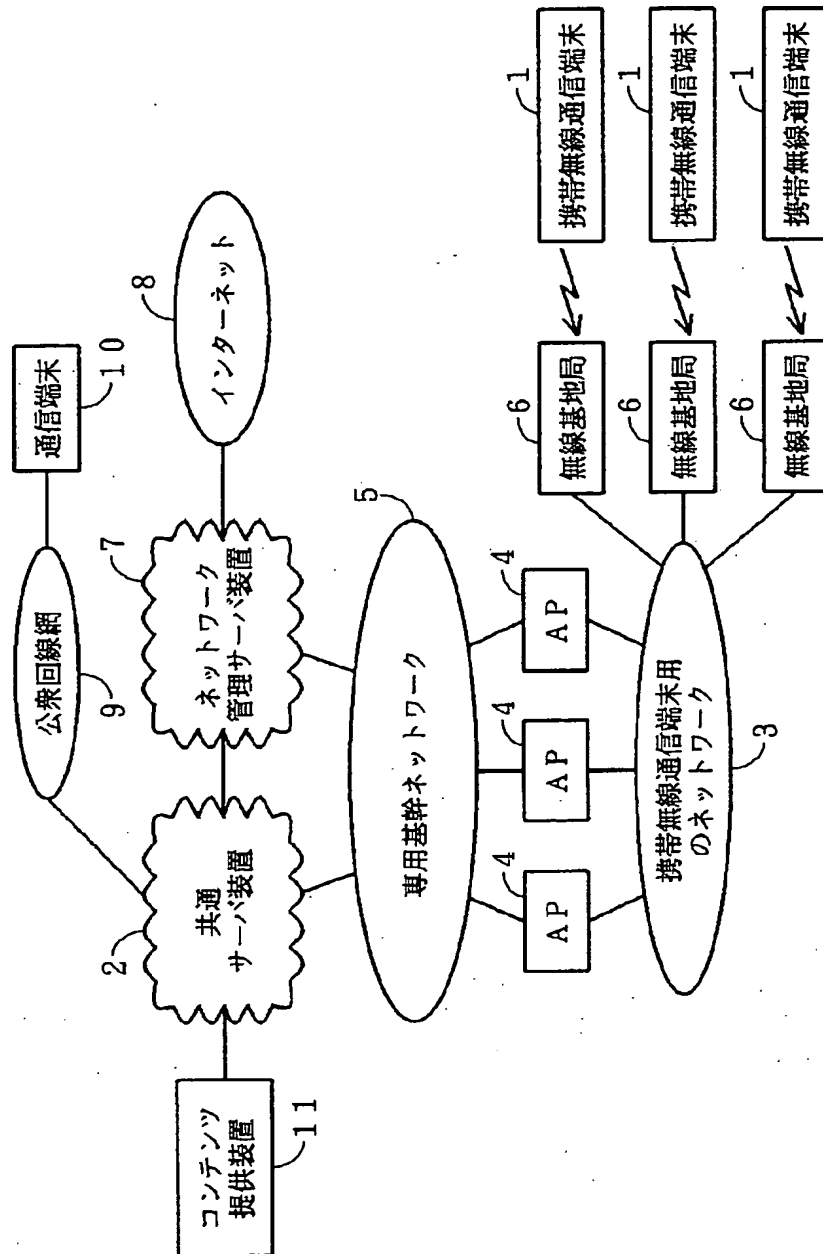 コンテンツ
提供装置
11
共通
サーバ装置
2
公衆回線網
9
通信端末
10
ネットワーク
管理サーバ装置
7
インターネット
8
専用基幹ネットワーク
5
AP
4
AP
4
AP
4
携帯無線通信端末用
のネットワーク
3
無線基地局
6
無線基地局
6
無線基地局
6
携帯無線通信端末
1
携帯無線通信端末
1
携帯無線通信端末
1